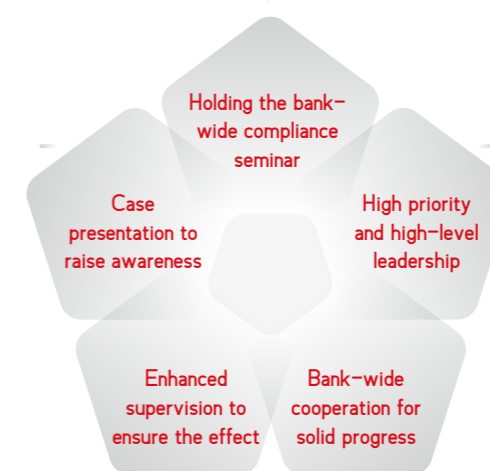 Holding the bank-
wide compliance
seminar
Case
presentation to
raise awareness
High priority
and high-level
leadership
Enhanced
supervision to
ensure the effect
Bank-wide
cooperation for
solid progress